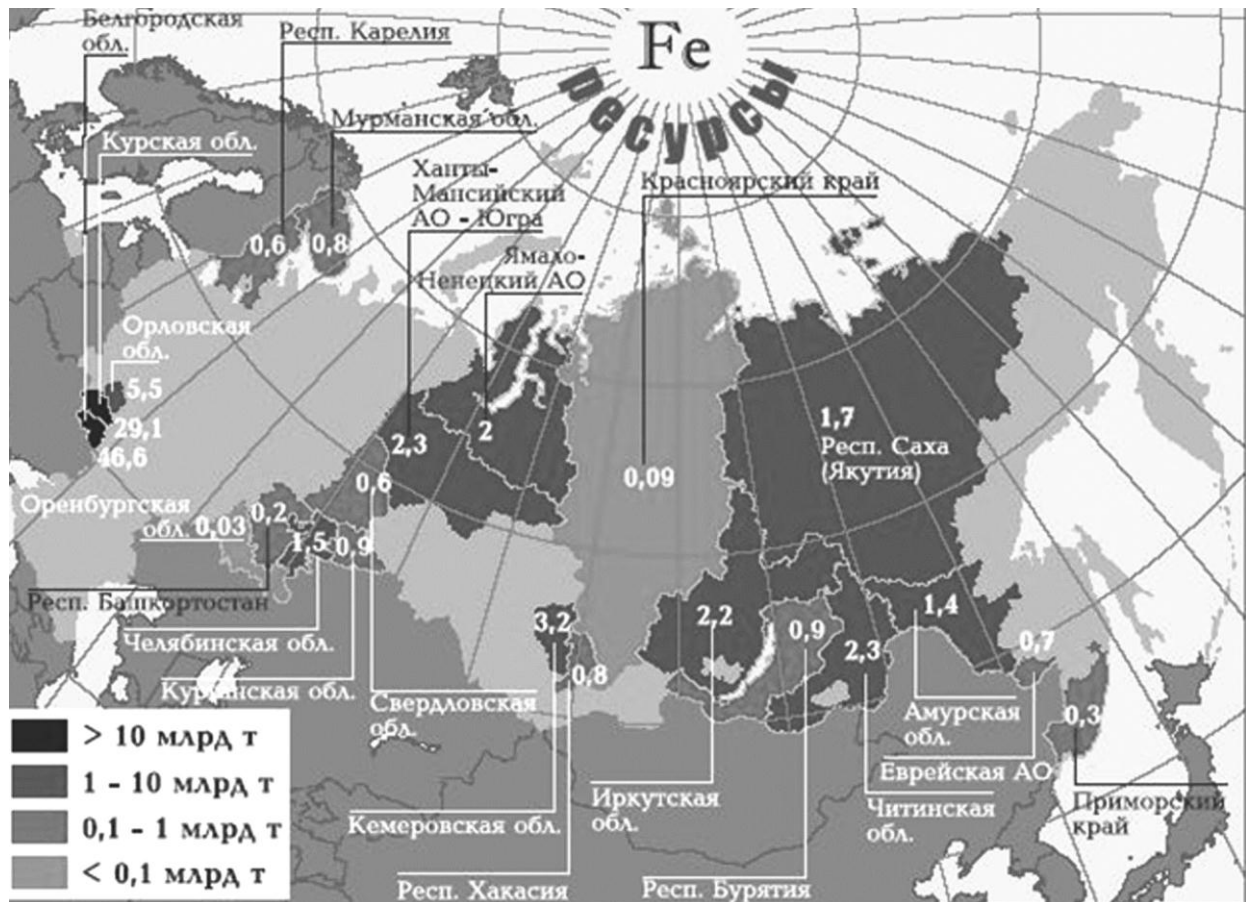 Белгородская
обл.
Респ. Карелия
Fe
ресурсы
Курская обл.
Мурманская обл.
Ханты-
Мансийский
АО - Югра
Красноярский край
Ямало-
Ненецкий АО
0,6
0,8
Орловская
обл.
5,5
29,1
46,6
2,3
2
1,7
Респ. Саха
(Якутия)
0,09
0,6
Оренбургская
обл.
0,03
0,2
1,5
0,9
Респ. Башкортостан
Челябинская обл.
Курганская обл.
Свердловская
обл.
3,2
0,8
2,2
0,9
2,3
1,4
0,7
0,3
Амурская
обл.
Еврейская АО
Приморский
край
Читинская
обл.
Иркутская
обл.
Кемеровская обл.
Респ. Хакасия
Респ. Бурятия
> 10 млрд т
1 - 10 млрд т
0,1 - 1 млрд т
< 0,1 млрд т